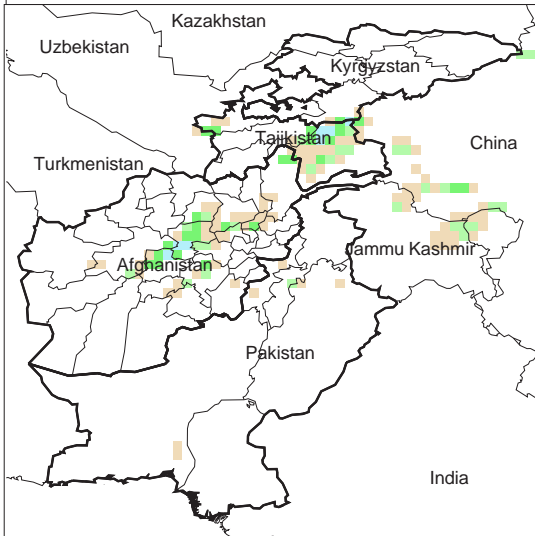 Kazakhstan
Uzbekistan
Kyrgyzstan
Tajikistan
China
Turkmenistan
Jammu Kashmir
Afghanistan
Pakistan
India